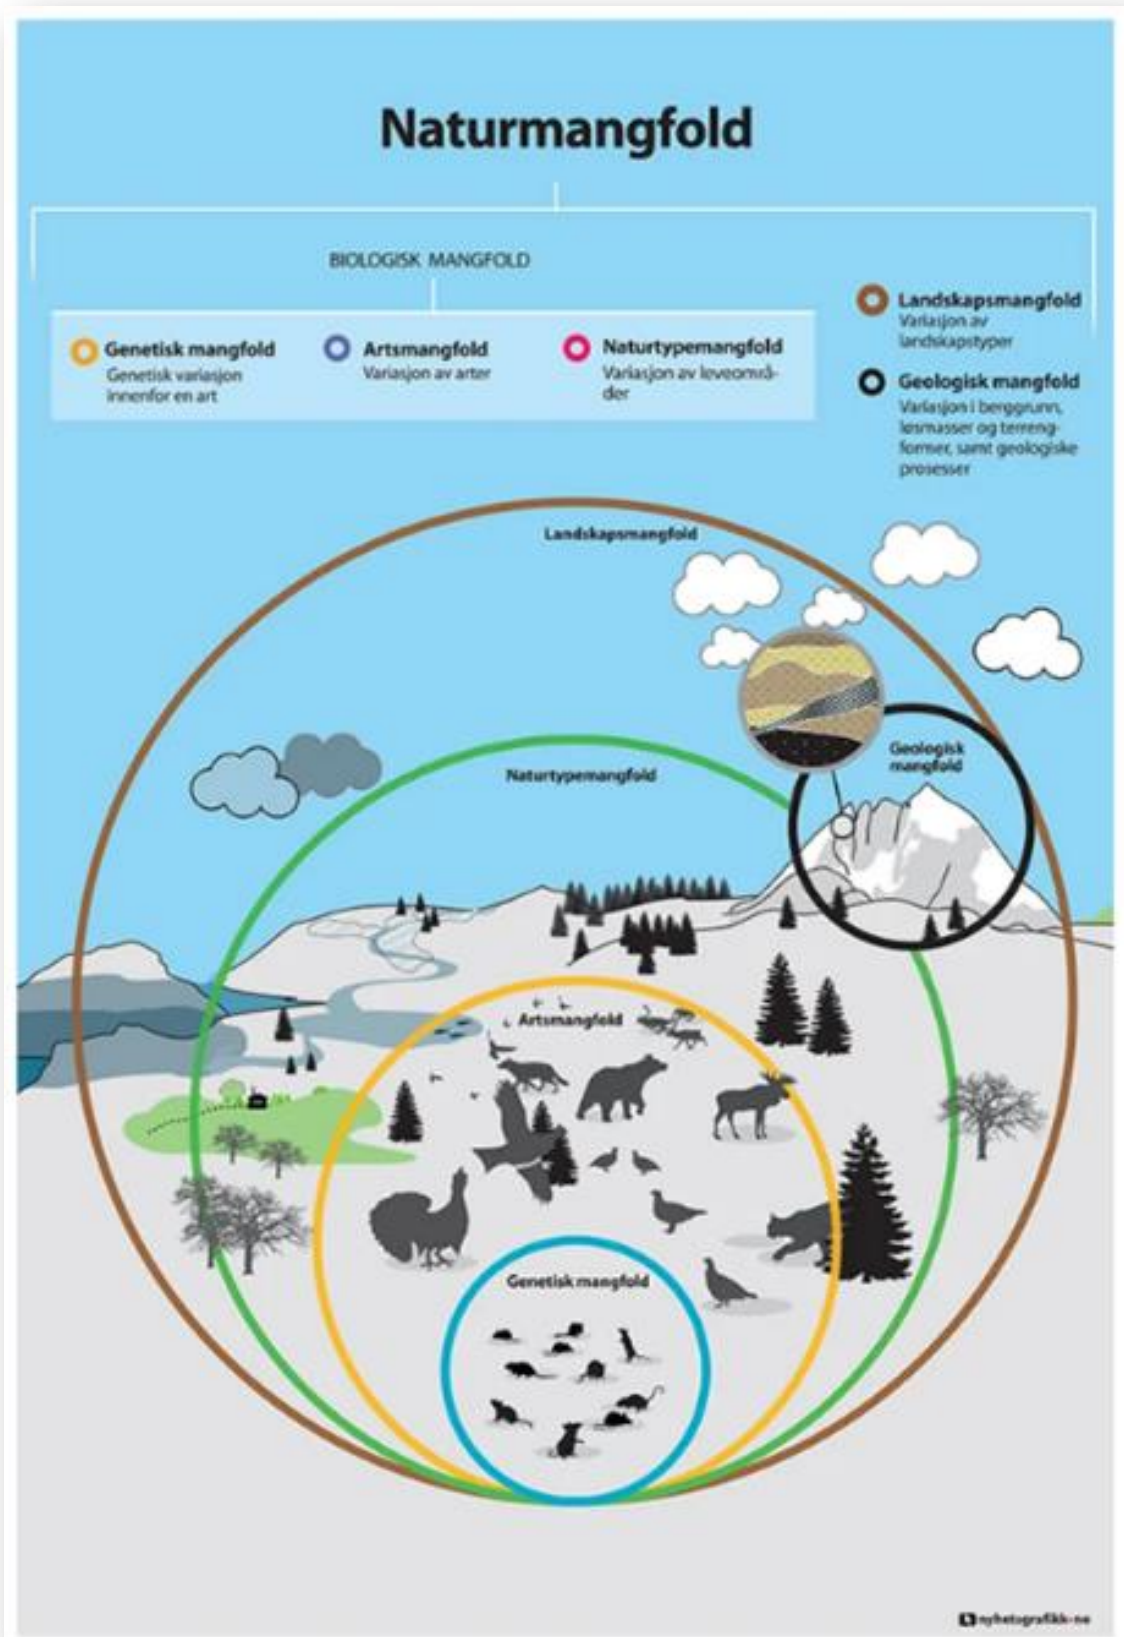 Naturmangfold
BIOLOGISK MANGFOLD
Genetisk mangfold
Genetisk variasjon
innenfor en art
Artsmangfold
Variasjon av arter
Naturtypemangfold
Variasjon av leveområ-
der
Landskapsmangfold
Variasjon av
landskapstyper
Geologisk mangfold
Variasjon i berggrunn,
løsmasser og terreng-
former, samt geologiske
prosesser
Landskapsmangfold
Geologisk
mangfold
Naturtypemangfold
Artsmangfold
Genetisk mangfold
nyhetsgrafikk.no